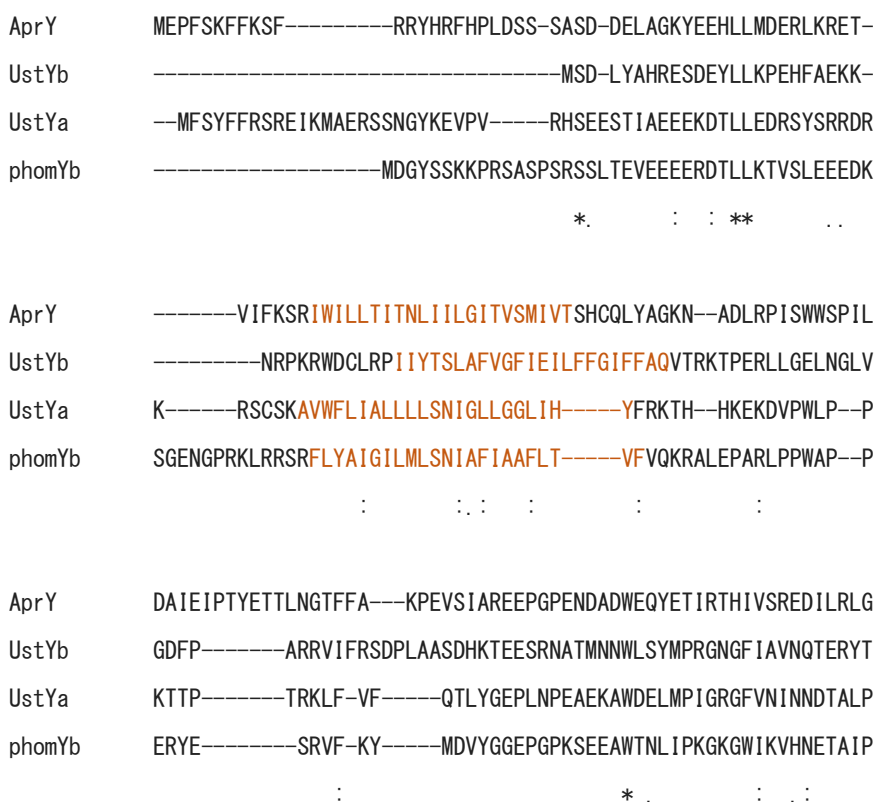 AprY MEPFSKFFKSF---------RRYHRFHPLDSS-SASD-DELAGKYEEHLLMDERLKRET-
UstYb ----------------------------------MSD-LYAHRESDEYLLKPEHFAEKK-
UstYa --MFSYFFRSREIKMAERSSNGYKEVPV-----RHSEESTIAEEEKDTLLEDRSYSRRDR
phomYb -------------------MDGYSSKKPRSASPSRSSLTEVEEEERDTLLKTVSLEEEDK
*. : : ** ..
AprY -------VIFKSRIWILLTITNLIILGITVSMIVTSHCQLYAGKN--ADLRPISWWSPIL
UstYb ---------NRPKRWDCLRPIIYTSLAFVGFIEILFFGIFFAQVTRKTPERLLGELNGLV
UstYa K------RSCSKAVWFLIALLLLSNIGLLGGLIH-----YFRKTH--HKEKDVPWLP--P
phomYb SGENGPRKLRRSRFLYAIGILMLSNIAFIAAFLT-----VFVQKRALEPARLPPWAP--P
: :.: : : :
AprY DAIEIPTYETTLNGTFFA---KPEVSIAREEPGPENDADWEQYETIRTHIVSREDILRLG
UstYb GDFP-------ARRVIFRSDPLAASDHKTEESRNATMNNWLSYMPRGNGFIAVNQTERYT
UstYa KTTP-------TRKLF-VF-----QTLYGEPLNPEAEKAWDELMPIGRGFVNINNDTALP
phomYb ERYE--------SRVF-KY-----MDVYGGEPGPKSEEAWTNLIPKGKGWIKVHNETAIP
: * . : .: